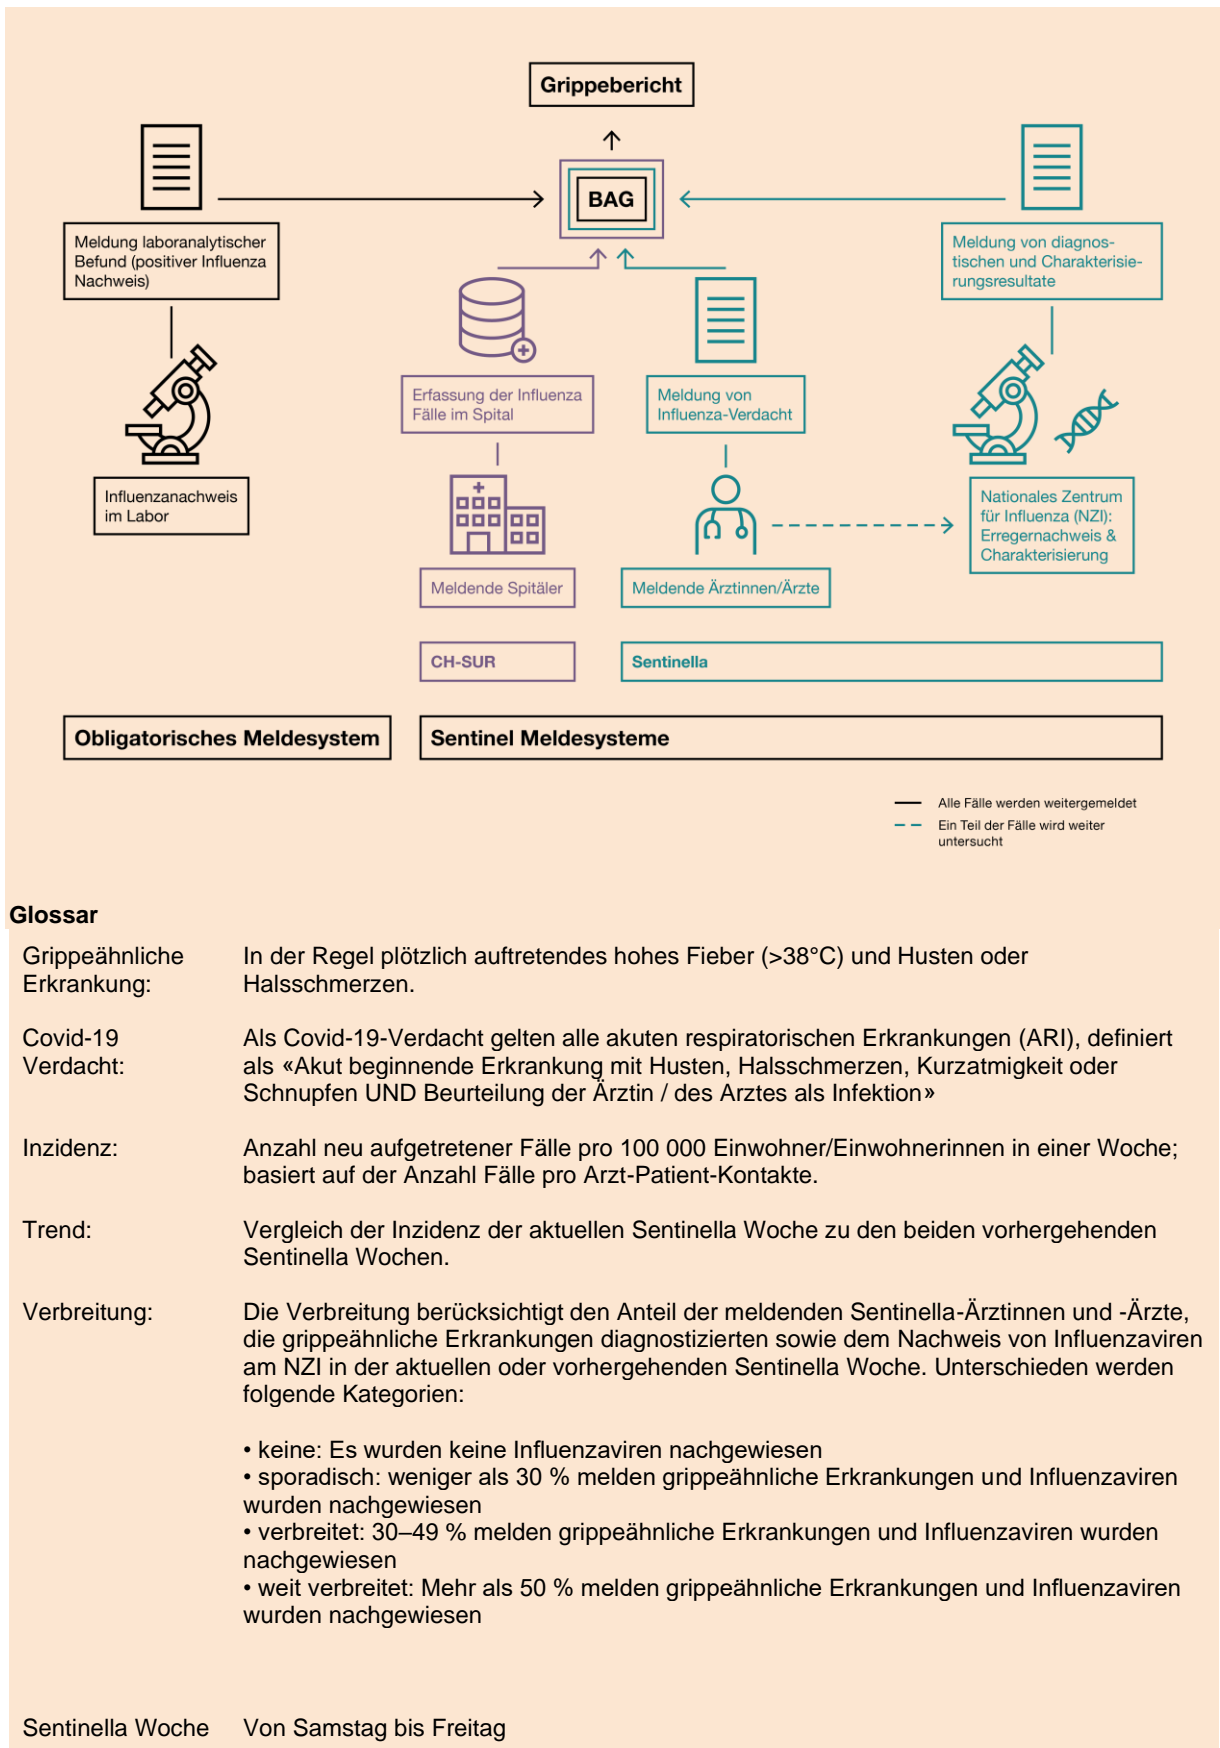 Grippebericht
BAG
Meldung laboranalytischer
Befund (positiver Influenza
Nachweis)
Meldung von diagnos-
tischen und Charakterisie-
rungsresultate
Erfassung der Influenza
Fälle im Spital
Meldung von
Influenza-Verdacht
Influenzanachweis
im Labor
Nationales Zentrum
für Influenza (NZI):
Erregernachweis &
Charakterisierung
Meldende Spitäler
Meldende Ärztinnen/Ärzte
CH-SUR
Sentinella
Obligatorisches Meldesystem
Sentinel Meldesysteme
Alle Fälle werden weitergemeldet
Ein Teil der Fälle wird weiter
untersucht
Glossar
Grippeähnliche
Erkrankung:
In der Regel plötzlich auftretendes hohes Fieber (>38°C) und Husten oder
Halsschmerzen.
Covid-19
Verdacht:
Als Covid-19-Verdacht gelten alle akuten respiratorischen Erkrankungen (ARI), definiert
als «Akut beginnende Erkrankung mit Husten, Halsschmerzen, Kurzatmigkeit oder
Schnupfen UND Beurteilung der Ärztin / des Arztes als Infektion»
Inzidenz:
Anzahl neu aufgetretener Fälle pro 100 000 Einwohner/Einwohnerinnen in einer Woche;
basiert auf der Anzahl Fälle pro Arzt-Patient-Kontakte.
Trend:
Vergleich der Inzidenz der aktuellen Sentinella Woche zu den beiden vorhergehenden
Sentinella Wochen.
Verbreitung:
Die Verbreitung berücksichtigt den Anteil der meldenden Sentinella-Ärztinnen und -Ärzte,
die grippeähnliche Erkrankungen diagnostizierten sowie dem Nachweis von Influenzaviren
am NZI in der aktuellen oder vorhergehenden Sentinella Woche. Unterschieden werden
folgende Kategorien:
• keine: Es wurden keine Influenzaviren nachgewiesen
• sporadisch: weniger als 30 % melden grippeähnliche Erkrankungen und Influenzaviren
wurden nachgewiesen
• verbreitet: 30–49 % melden grippeähnliche Erkrankungen und Influenzaviren wurden
nachgewiesen
• weit verbreitet: Mehr als 50 % melden grippeähnliche Erkrankungen und Influenzaviren
wurden nachgewiesen
Sentinella Woche
Von Samstag bis Freitag